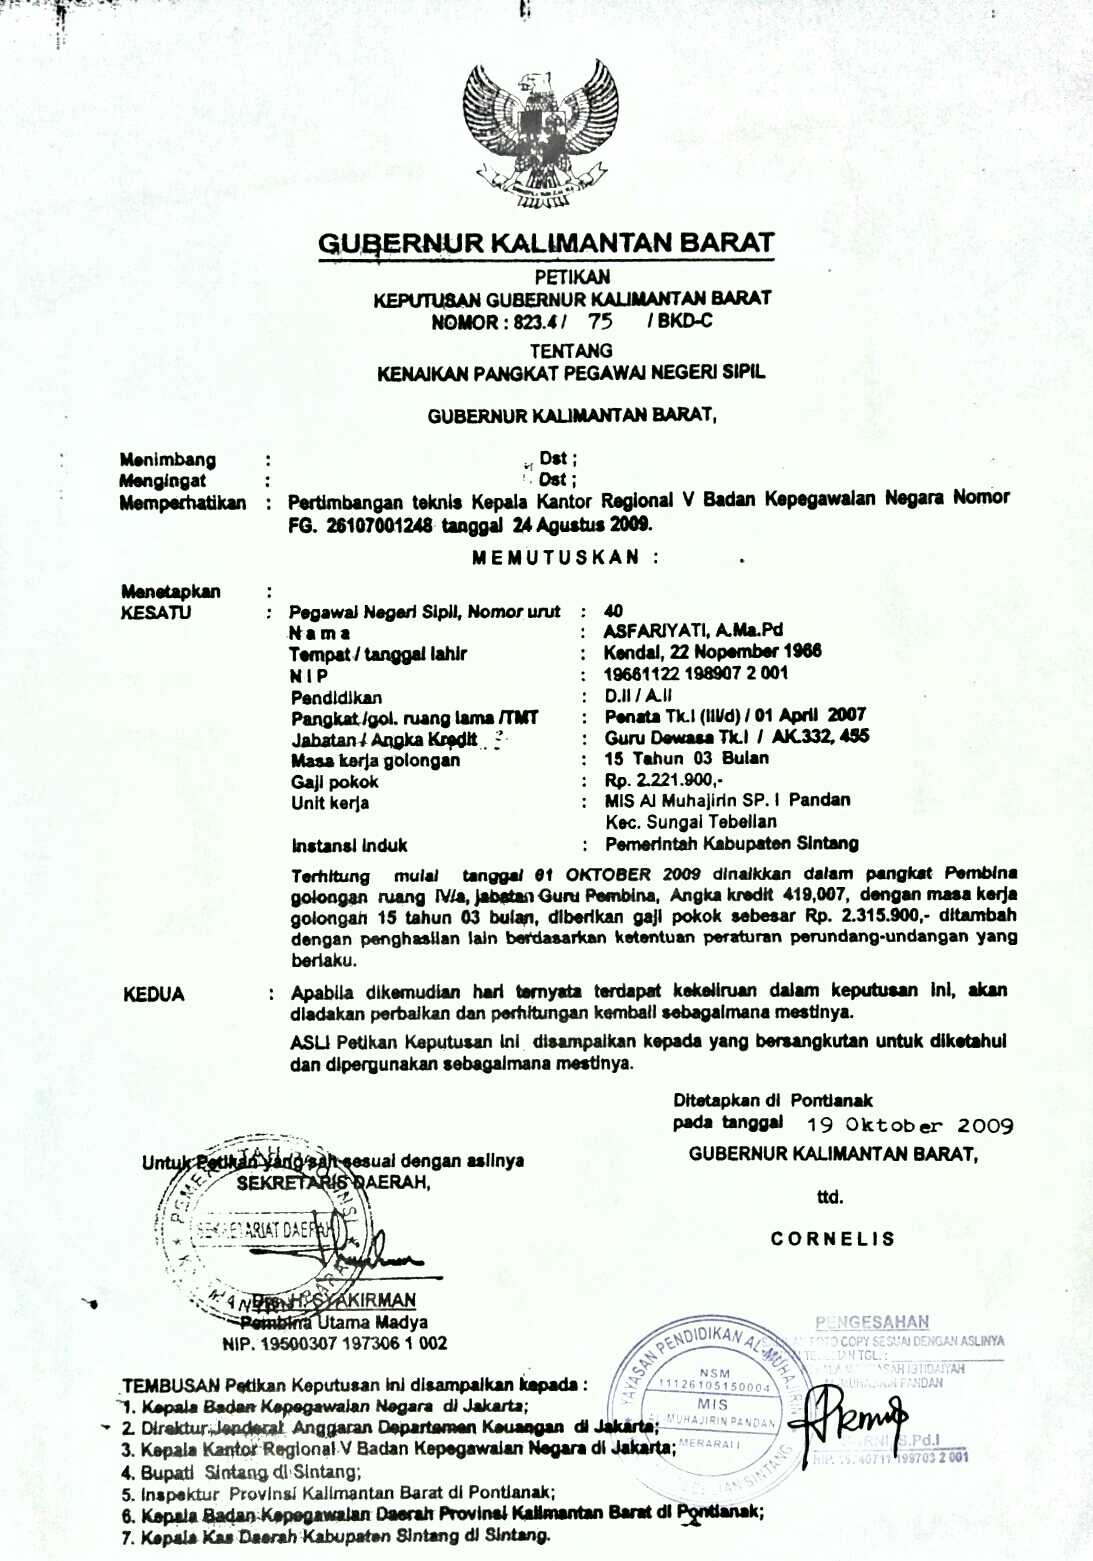 GUBERNUR KALIMANTAN BARAT
PETIKAN
KEPUTUSAN GUBERNUR KALIMANTAN BARAT
NOMOR : 823.4 / 75 / BKD-C
TENTANG
KENAIKAN PANGKAT PEGAWAI NEGERI SIPIL
GUBERNUR KALIMANTAN BARAT,
Menimbang : Dst ;
Mengingat : Dst ;
Memperhatikan : Pertimbangan teknis Kepala Kantor Regional V Badan Kepegawaian Negara Nomor
FG. 26107001248 tanggal 24 Agustus 2009.
M E M U T U S K A N :
Menetapkan :
KESATU : Pegawai Negeri Sipil, Nomor urut : 40
N a m a : ASFARIYATI, A.Ma.Pd
Tempat / tanggal lahir : Kendal, 22 Nopember 1966
N I P : 19661122 198907 2 001
Pendidikan : D.II / A.II
Pangkat /gol. ruang lama /TMT : Penata Tk.I (III/d) / 01 April 2007
Jabatan / Angka Kredit : Guru Dewasa Tk.I / AK.332, 455
Masa kerja golongan : 15 Tahun 03 Bulan
Gaji pokok : Rp. 2.221.900,-
Unit kerja : MIS Al Muhajirin SP. I Pandan
Kec. Sungai Tebelian
Instansi Induk : Pemerintah Kabupaten Sintang
Terhitung mulai tanggal 01 OKTOBER 2009 dinaikkan dalam pangkat Pembina
golongan ruang IV/a, jabatan Guru Pembina, Angka kredit 419,007, dengan masa kerja
golongan 15 tahun 03 bulan, diberikan gaji pokok sebesar Rp. 2.315.900,- ditambah
dengan penghasilan lain berdasarkan ketentuan peraturan perundang-undangan yang
berlaku.
KEDUA : Apabila dikemudian hari ternyata terdapat kekeliruan dalam keputusan ini, akan
diadakan perbaikan dan perhitungan kembali sebagaimana mestinya.
ASLI Petikan Keputusan ini disampaikan kepada yang bersangkutan untuk diketahui
dan dipergunakan sebagaimana mestinya.
Ditetapkan di Pontianak
pada tanggal 19 Oktober 2009
GUBERNUR KALIMANTAN BARAT,
ttd.
C O R N E L I S
Untuk Petikan yang sah sesuai dengan aslinya
SEKRETARIS DAERAH,
SEKRETARIAT DAERAH
Drs. H. SYAKIRMAN
Pembina Utama Madya
NIP. 19500307 197306 1 002
PENGESAHAN
COPY SESUAI DENGAN ASLINYA
TGL. :
PANDAN
S.Pd.I
YAYASAN PENDIDIKAN AL-MUHAJIRIN
NSM
11126105150004
MIS
AL-MUHAJIRIN PANDAN
MERARAI I
SINTANG
TEMBUSAN Petikan Keputusan ini disampaikan kepada :
1. Kepala Badan Kepegawaian Negara di Jakarta;
2. Direktur Jenderal Anggaran Departemen Keuangan di Jakarta;
3. Kepala Kantor Regional V Badan Kepegawaian Negara di Jakarta;
4. Bupati Sintang di Sintang;
5. Inspektur Provinsi Kalimantan Barat di Pontianak;
6. Kepala Badan Kepegawaian Daerah Provinsi Kalimantan Barat di Pontianak;
7. Kepala Kas Daerah Kabupaten Sintang di Sintang.